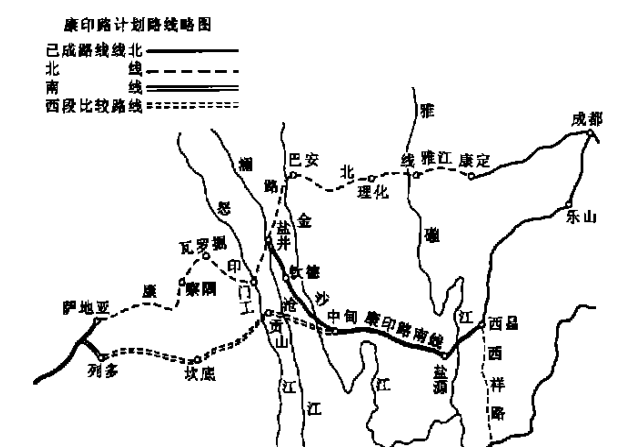 康印路计划路线略图
已成路线线北
北线
南线
西段比较路线
成都
雅
巴安
北
线
雅江
康定
理化
澜
路
怒
金
盐井
瓦罗
印
乐山
砻
德
沧
沙
察隅
门工
康
萨地亚
贡山
中甸
康印路南线
江
西昌
西
祥
路
盐源
列多
坎底
江
江
江